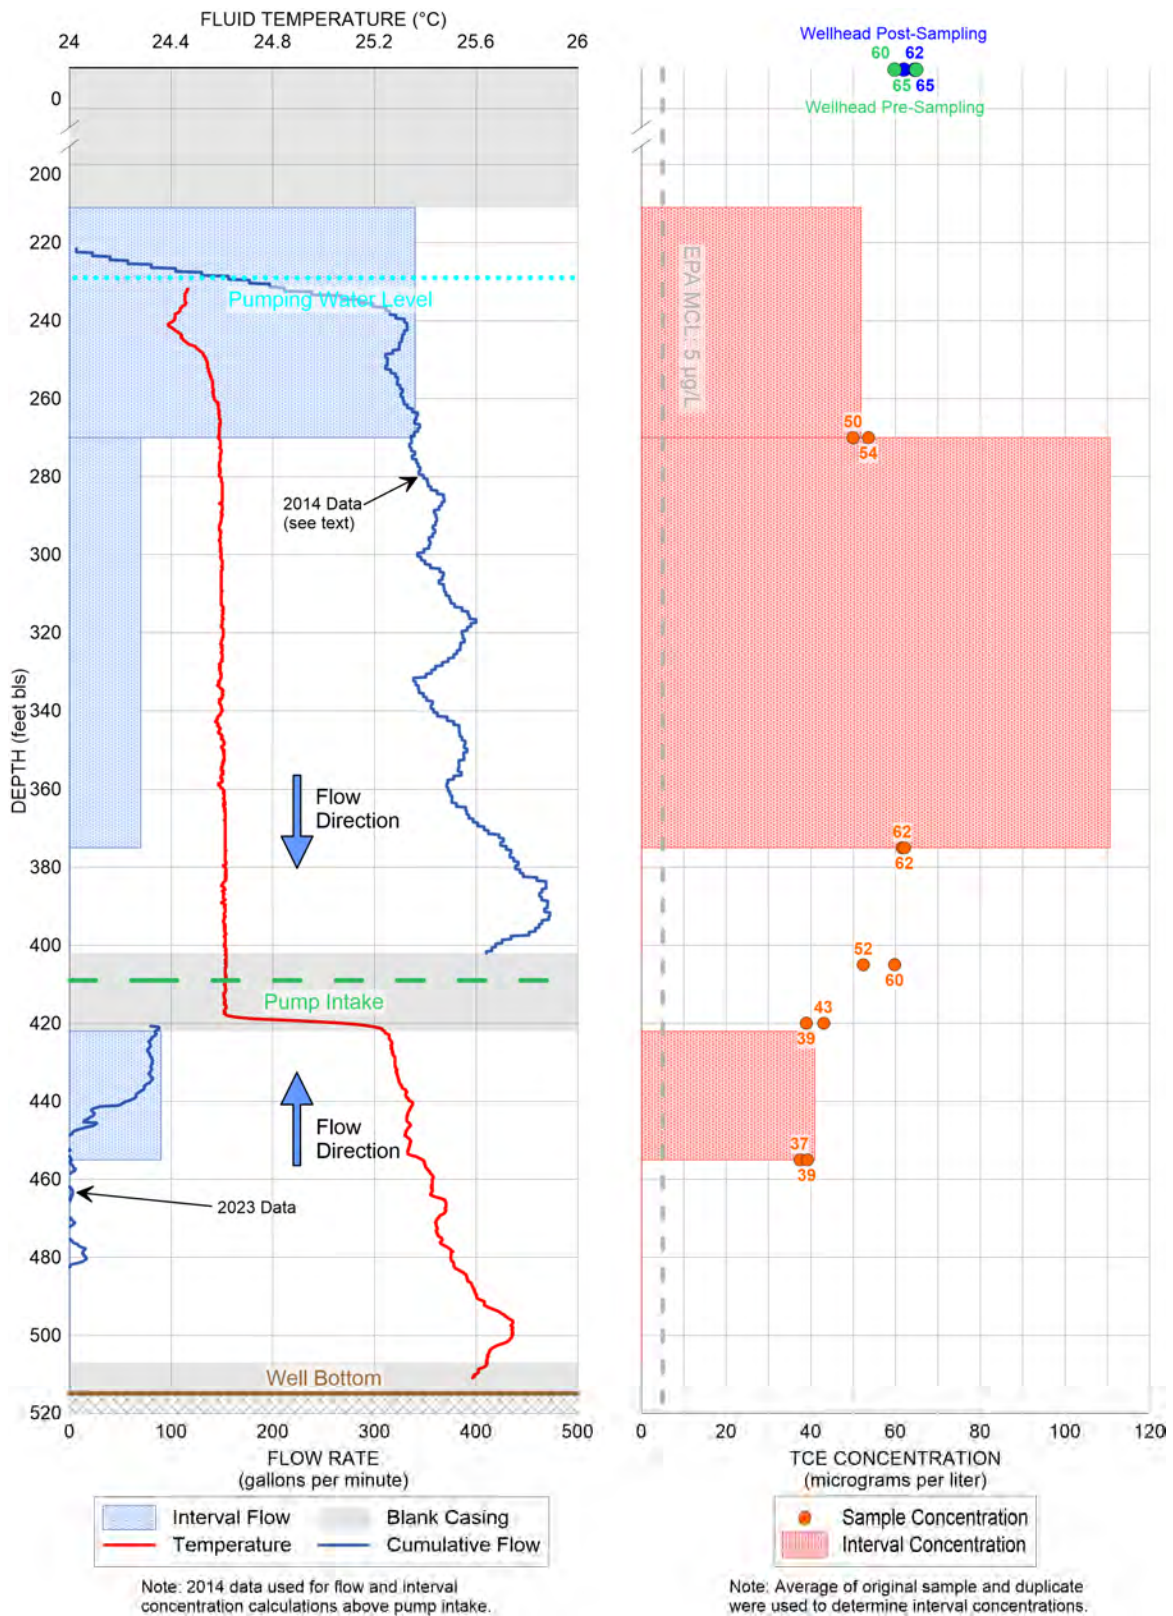 FLUID TEMPERATURE (°C)
24 24.4 24.8 25.2 25.6 26
0
200
220
240
260
280
300
320
340
360
380
400
420
440
460
480
500
520
DEPTH (feet bls)
Pumping Water Level
2014 Data
(see text)
Flow
Direction
Pump Intake
Flow
Direction
2023 Data
Well Bottom
0 100 200 300 400 500
FLOW RATE
(gallons per minute)
Interval Flow
Blank Casing
Temperature
Cumulative Flow
Note: 2014 data used for flow and interval
concentration calculations above pump intake.
Wellhead Post-Sampling
60 62
65 65
Wellhead Pre-Sampling
EPA MCL: 5 µg/L
50
54
62
62
52
60
43
39
37
39
0 20 40 60 80 100 120
TCE CONCENTRATION
(micrograms per liter)
Sample Concentration
Interval Concentration
Note: Average of original sample and duplicate
were used to determine interval concentrations.